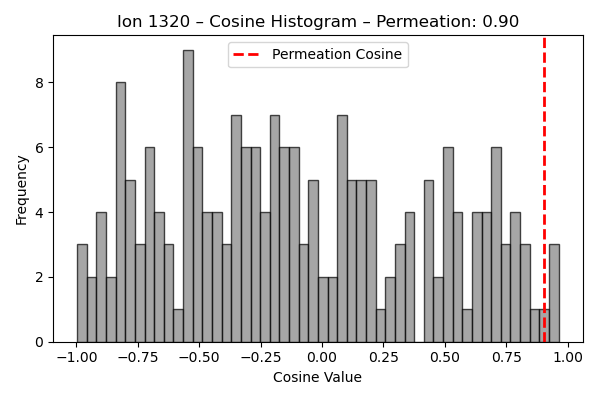 Ion 1320 – Cosine Histogram – Permeation: 0.90
Permeation Cosine
Frequency
8
6
4
2
0
−1.00 −0.75 −0.50 −0.25 0.00 0.25 0.50 0.75 1.00
Cosine Value